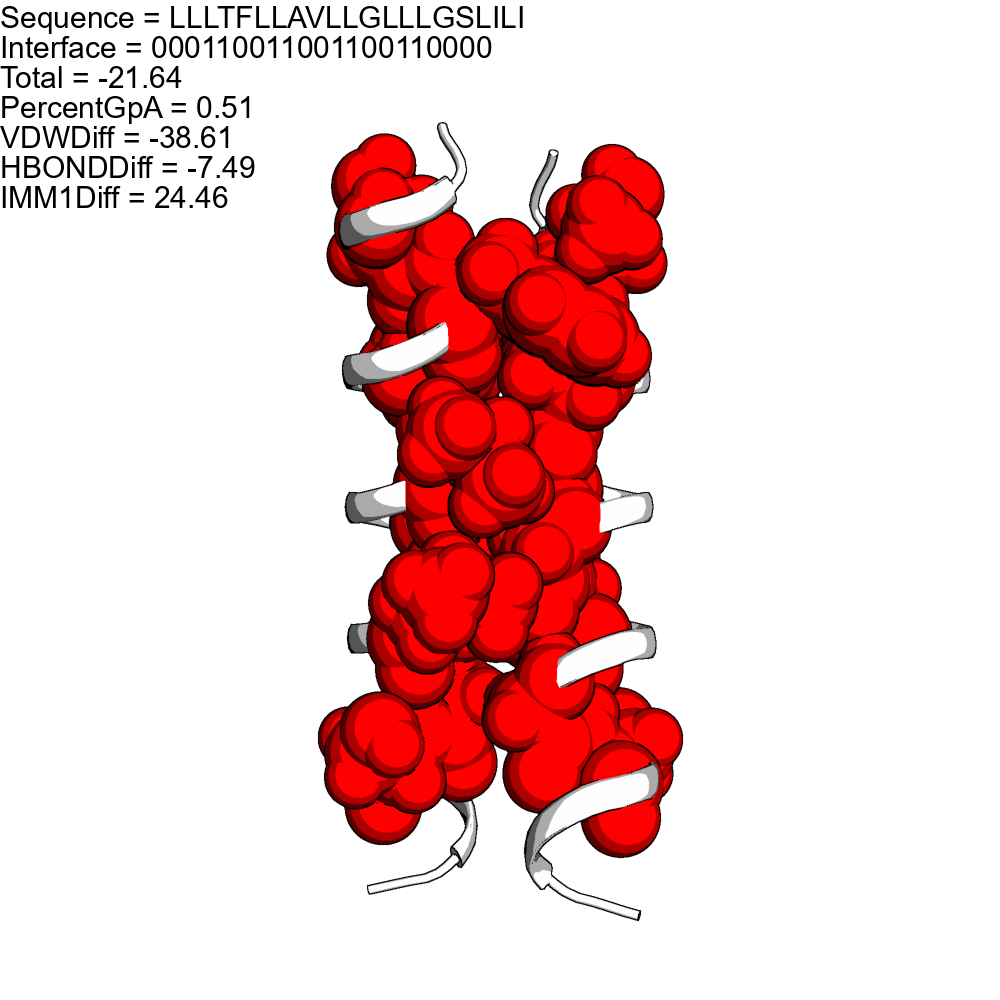 Sequence = LLLTFLLAVLLGLLLGSLILI
Interface = 000110011001100110000
Total = -21.64
PercentGpA = 0.51
VDWDiff = -38.61
HBONDDiff = -7.49
IMM1Diff = 24.46